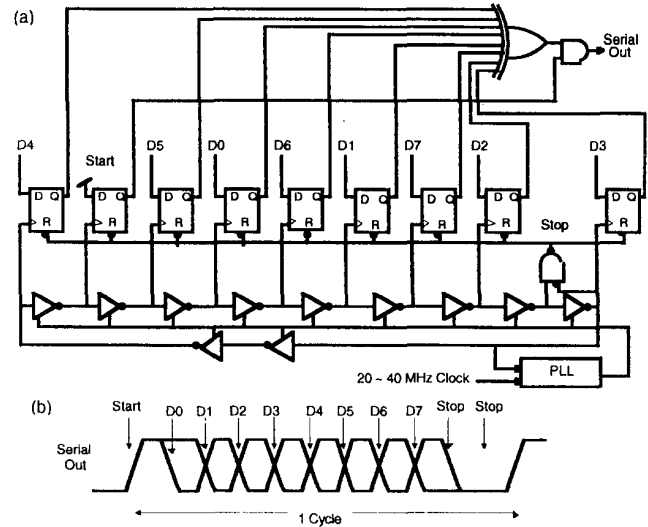 (a)
Serial
Out
D4
Start
D5
D0
D6
D1
D7
D2
D3
D Q
R
D Q
R
D Q
R
D Q
R
D Q
R
D Q
R
D Q
R
D Q
R
D Q
R
Stop
PLL
20 ~ 40 MHz Clock
(b)
Start
D0
D1
D2
D3
D4
D5
D6
D7
Stop
Stop
Serial
Out
1 Cycle